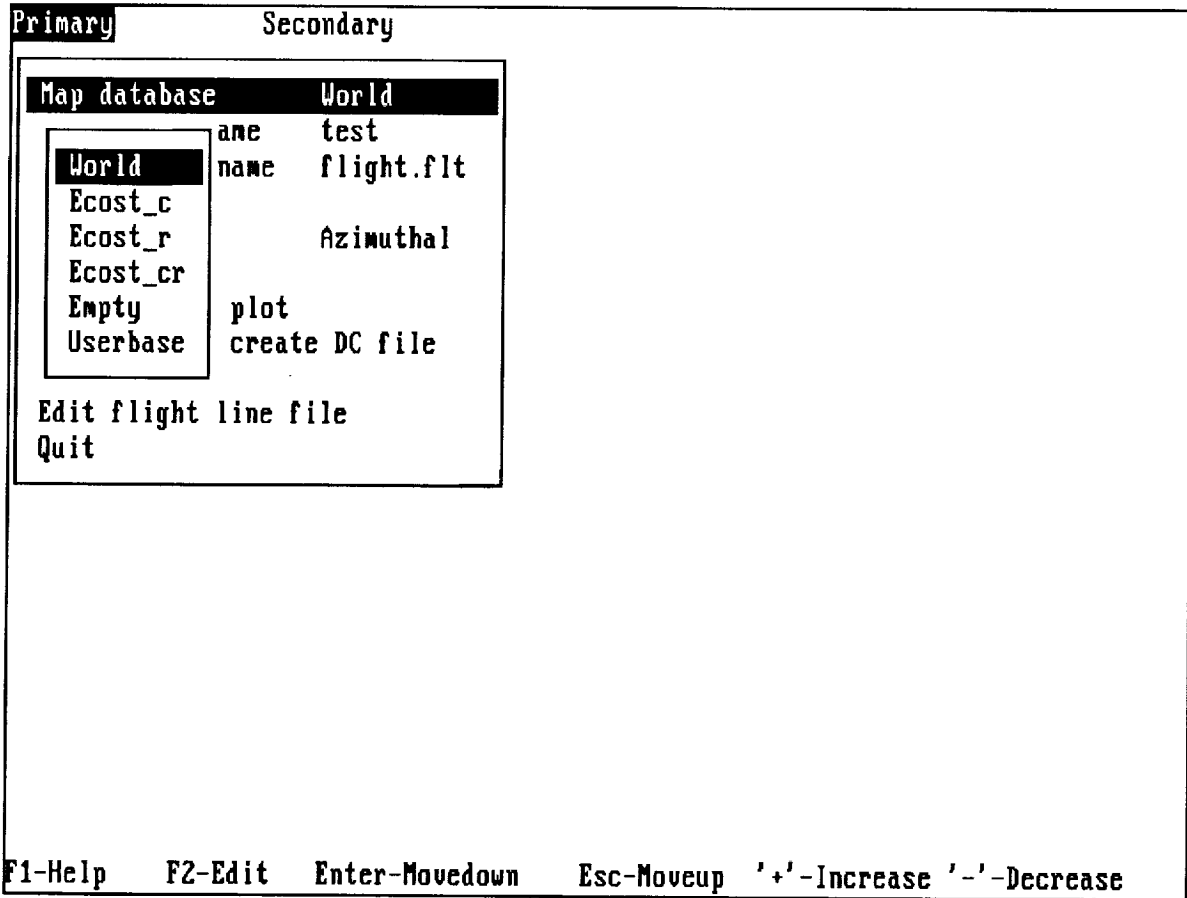 Primary Secondary
Map database World
ame test
World name flight.flt
Ecost_c
Ecost_r Azimuthal
Ecost_cr
Empty plot
Userbase create DC file
Edit flight line file
Quit
F1-Help F2-Edit Enter-Movedown Esc-Moveup '+'-Increase '-'-Decrease